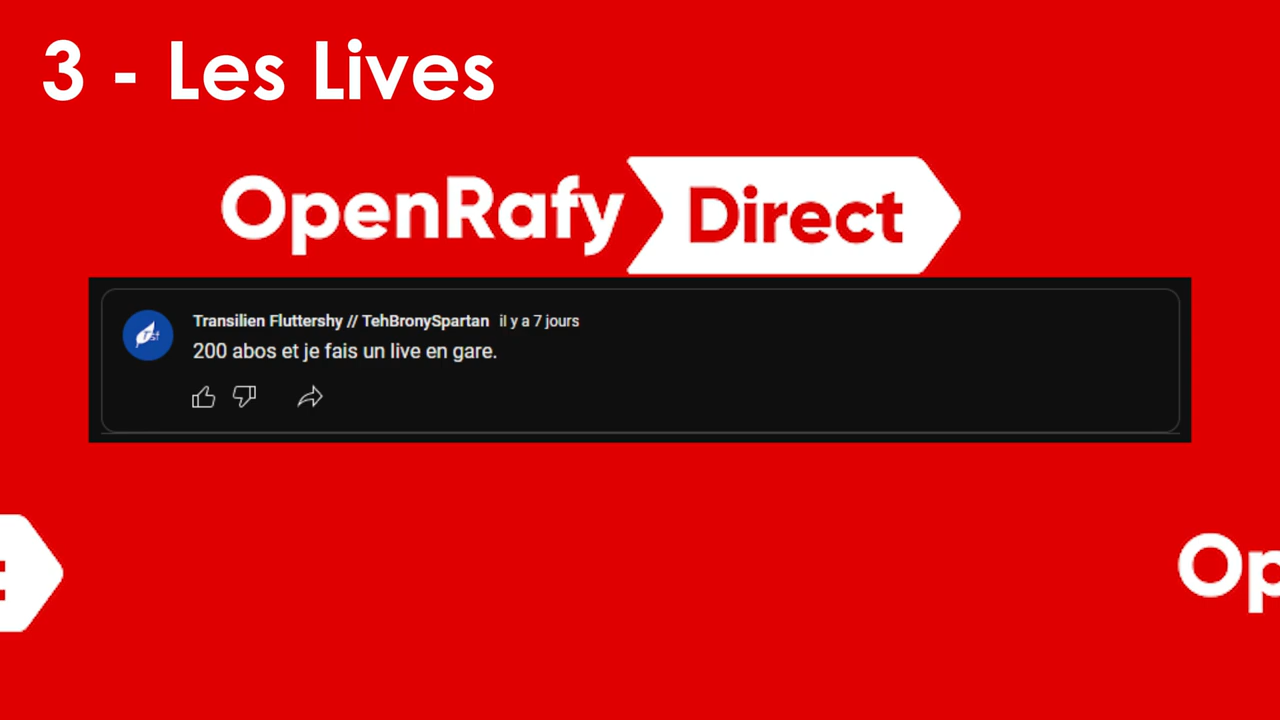 3 - Les Lives
OpenRafy Direct
Transilien Fluttershy // TehBronySpartan il y a 7 jours
200 abos et je fais un live en gare.
Op